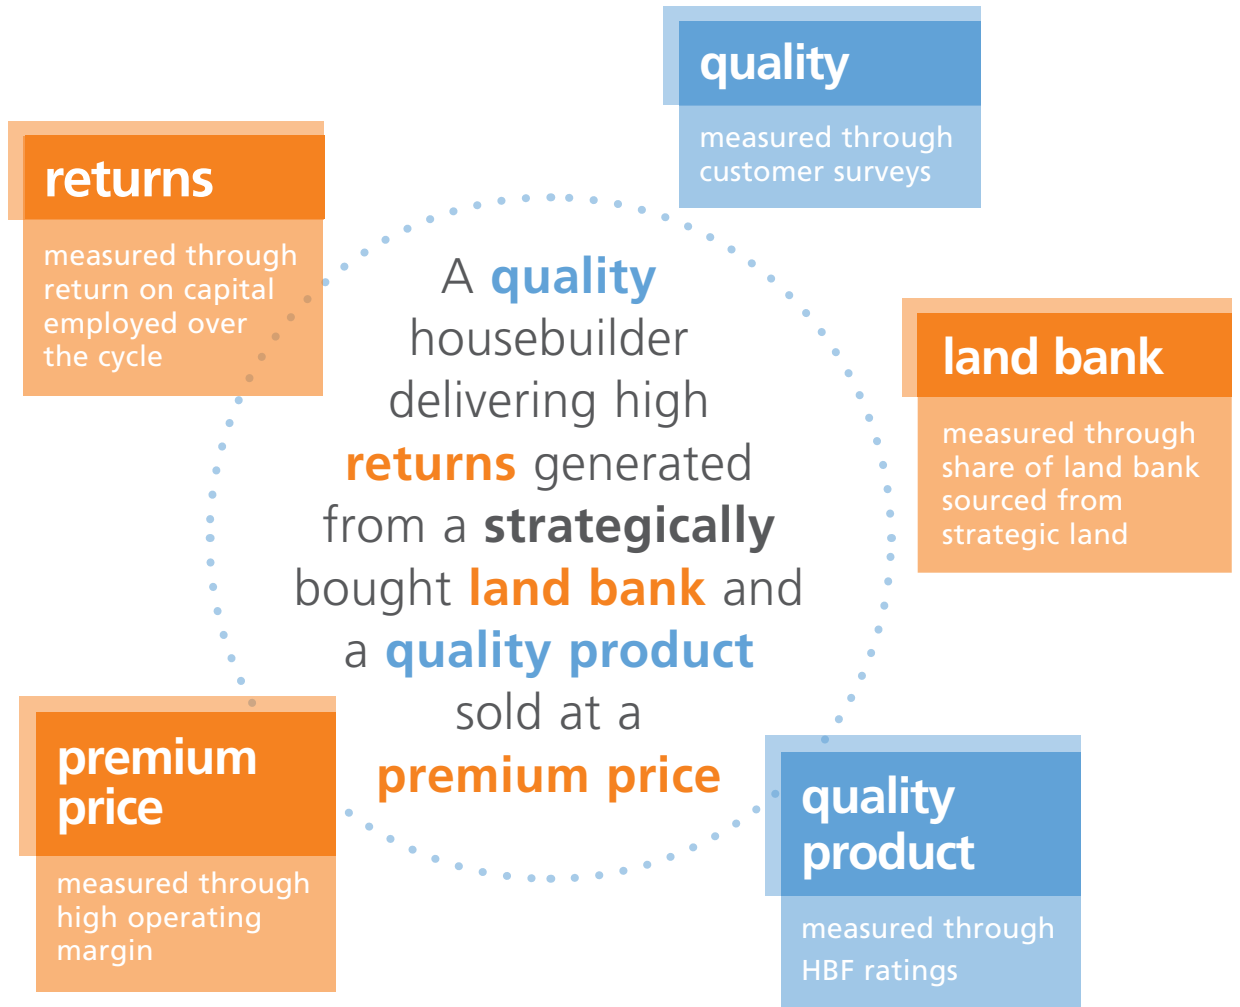 quality
measured through
customer surveys
returns
measured through
return on capital
employed over
the cycle
A quality
housebuilder
delivering high
returns generated
from a strategically
bought land bank and
a quality product
sold at a
premium price
land bank
measured through
share of land bank
sourced from
strategic land
premium
price
measured through
high operating
margin
quality
product
measured through
HBF ratings